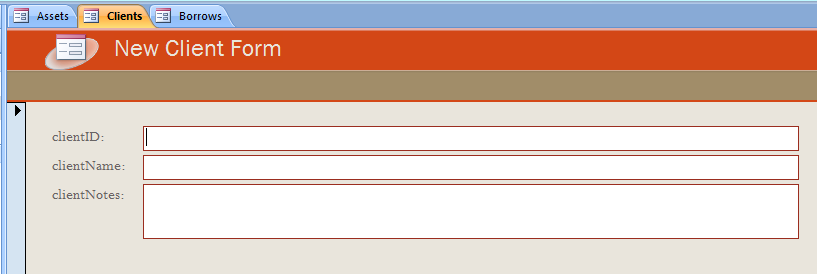 Assets Clients Borrows
New Client Form
clientID:
clientName:
clientNotes: